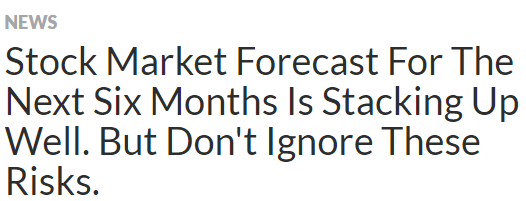 NEWS
Stock Market Forecast For The
Next Six Months Is Stacking Up
Well. But Don't Ignore These
Risks.